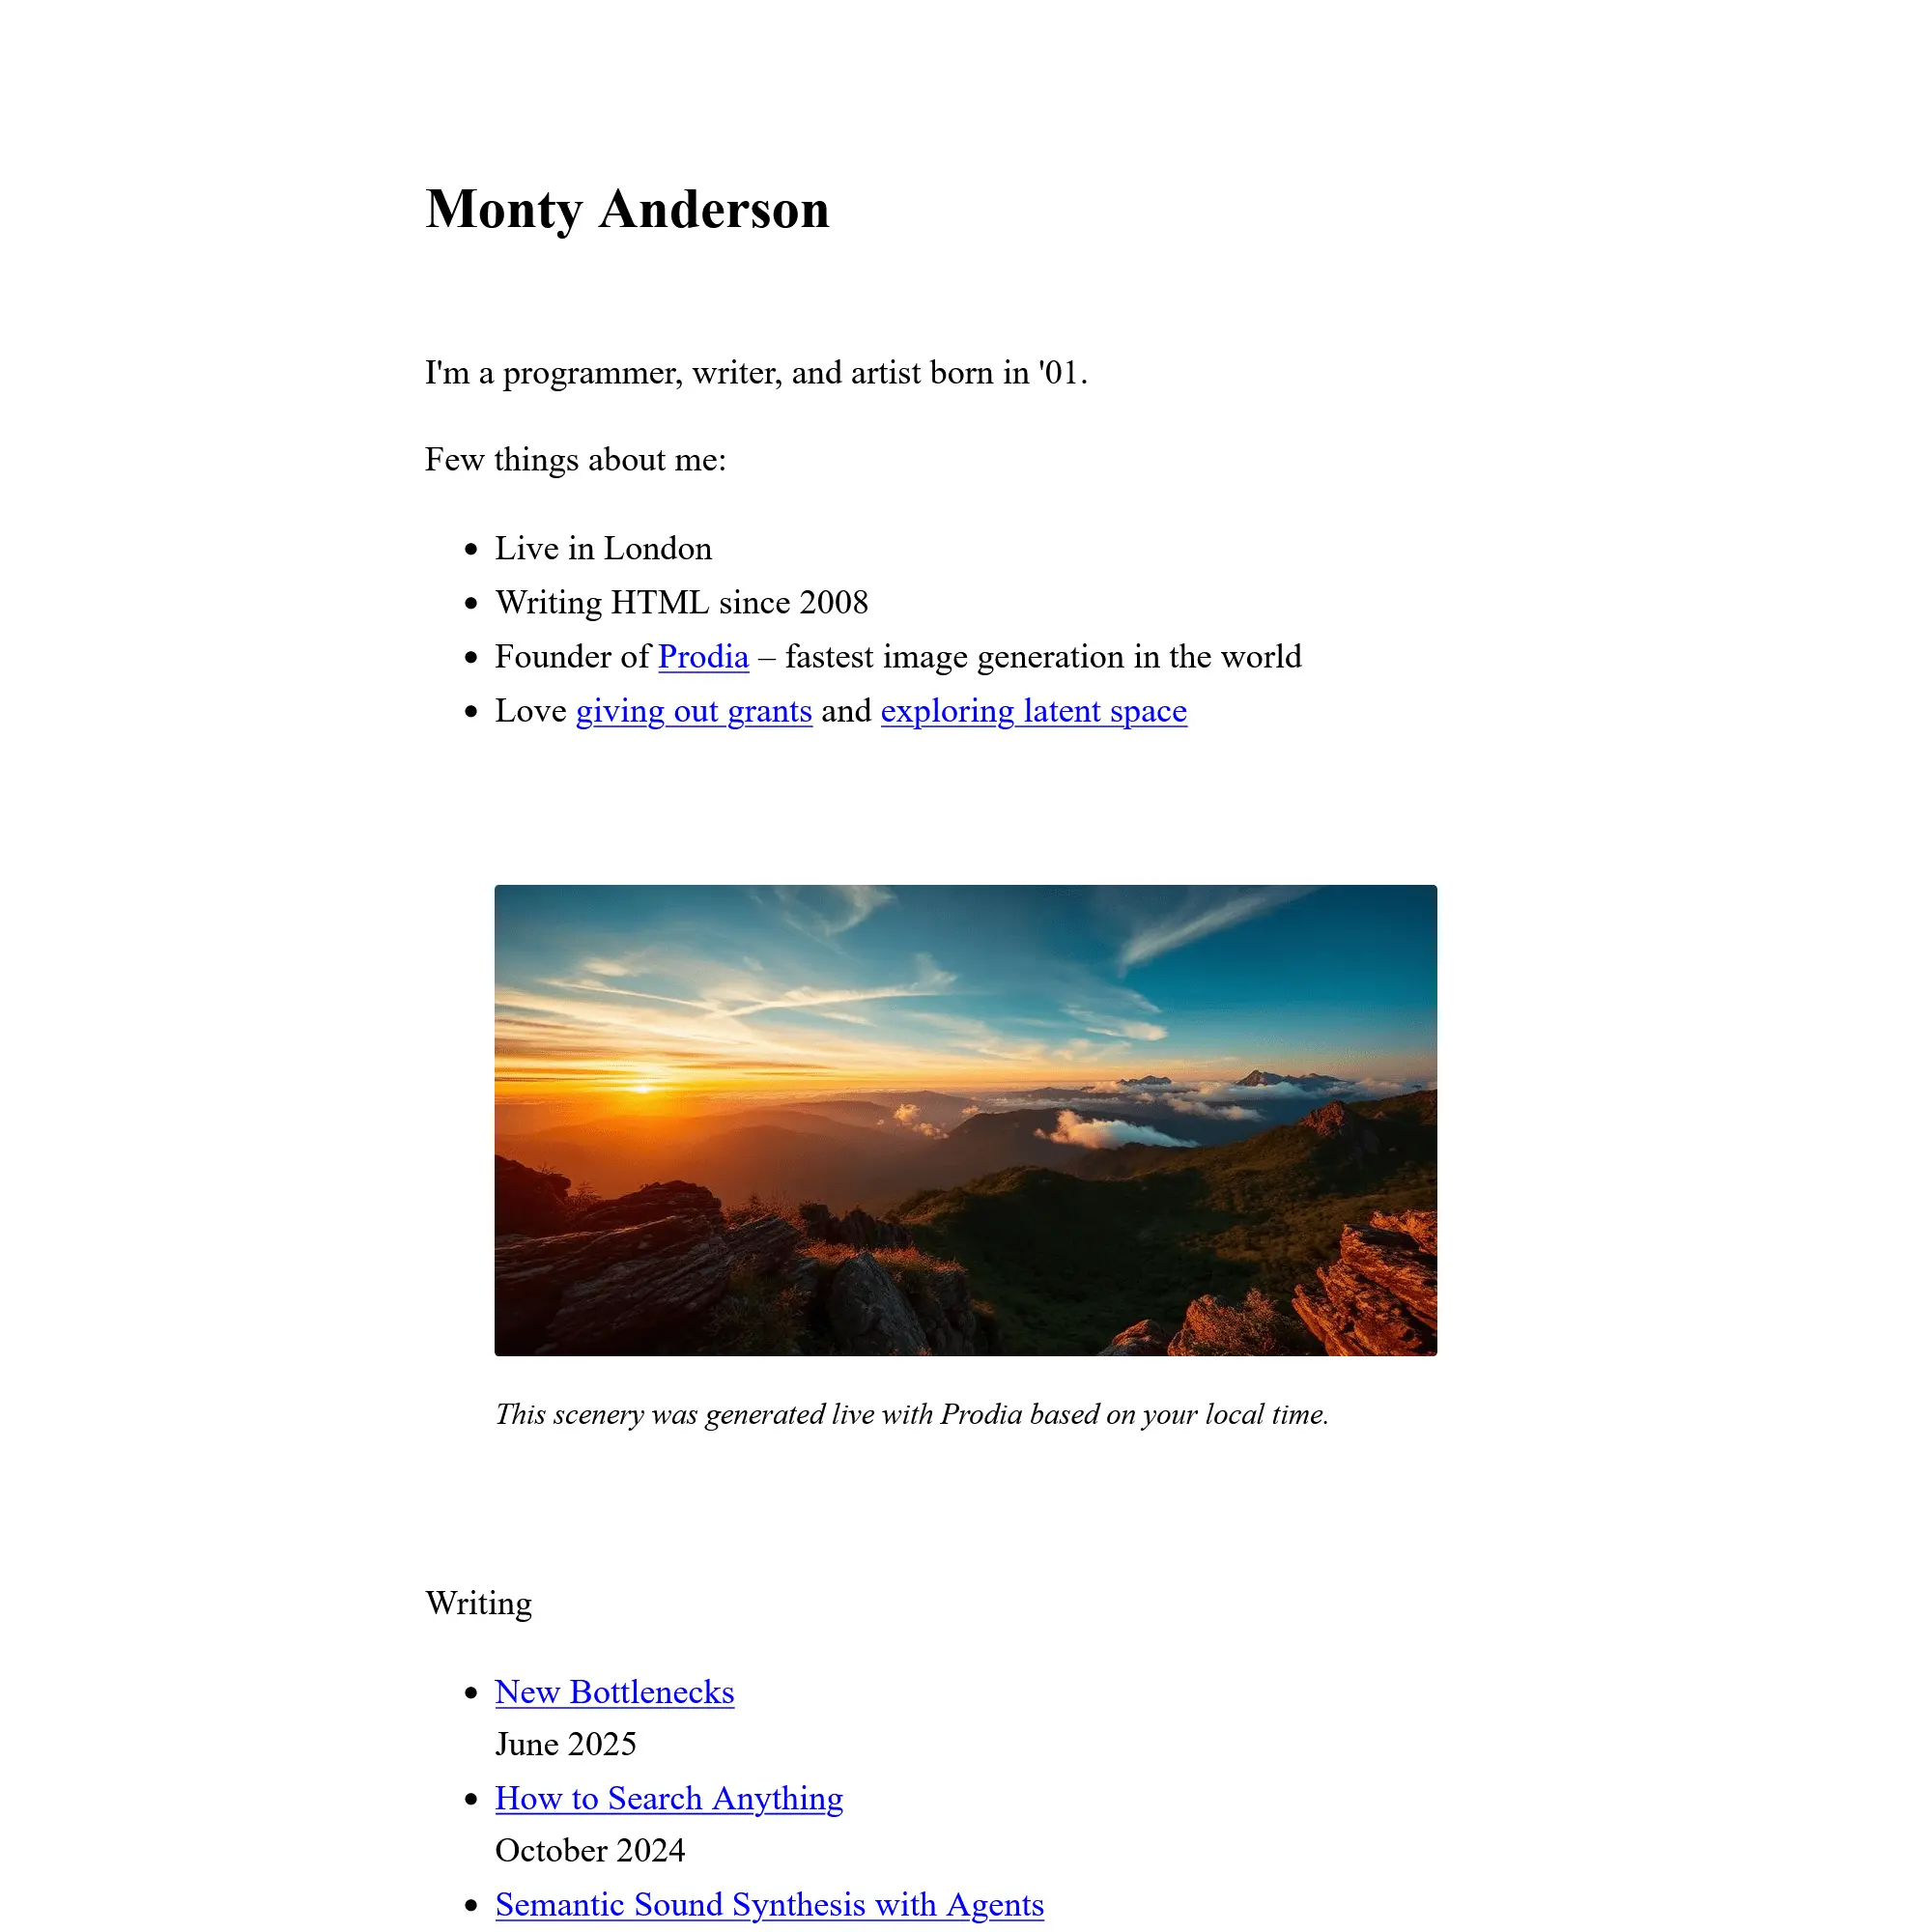 Monty Anderson
I'm a programmer, writer, and artist born in '01.
Few things about me:
Live in London
Writing HTML since 2008
Founder of Prodia – fastest image generation in the world
Love giving out grants and exploring latent space
This scenery was generated live with Prodia based on your local time.
Writing
New Bottlenecks
June 2025
How to Search Anything
October 2024
Semantic Sound Synthesis with Agents